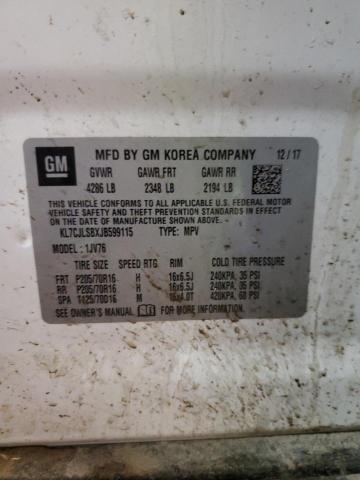 GM
MFD BY GM KOREA COMPANY 12/17
GVWR GAWR FRT GAWR RR
4286 LB 2348 LB 2194 LB
THIS VEHICLE CONFORMS TO ALL APPLICABLE U.S. FEDERAL MOTOR
VEHICLE SAFETY, BUMPER, AND THEFT PREVENTION STANDARDS IN
EFFECT ON THE DATE OF MANUFACTURE SHOWN ABOVE.
KL7CJLSBXJB599115 TYPE: MPV
MODEL : 1JV76
TIRE SIZE SPEED RTG RIM COLD TIRE PRESSURE
FRT P205/70R16 H 16x6.5J 240KPA, 35 PSI
RR P205/70R16 H 16x6.5J 240KPA, 35 PSI
SPA T125/70D16 M 16x4.0T 420KPA, 60 PSI
SEE OWNER'S MANUAL FOR MORE INFORMATION.